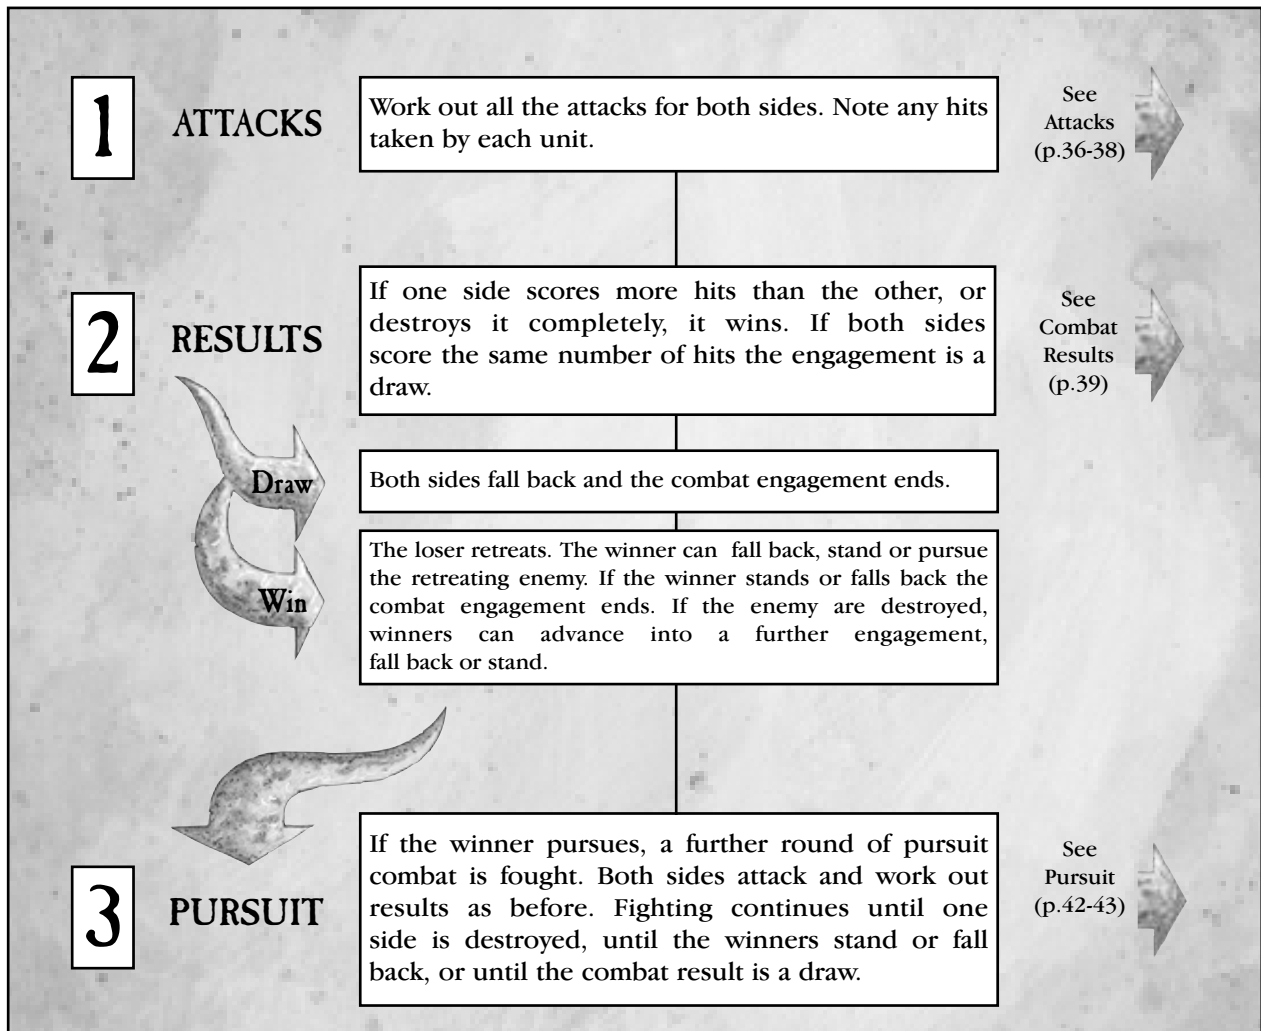 1
ATTACKS
Work out all the attacks for both sides. Note any hits
taken by each unit.
See
Attacks
(p.36-38)
2
RESULTS
If one side scores more hits than the other, or
destroys it completely, it wins. If both sides
score the same number of hits the engagement is a
draw.
See
Combat
Results
(p.39)
Draw
Both sides fall back and the combat engagement ends.
Win
The loser retreats. The winner can fall back, stand or pursue
the retreating enemy. If the winner stands or falls back the
combat engagement ends. If the enemy are destroyed,
winners can advance into a further engagement,
fall back or stand.
3
PURSUIT
If the winner pursues, a further round of pursuit
combat is fought. Both sides attack and work out
results as before. Fighting continues until one
side is destroyed, until the winners stand or fall
back, or until the combat result is a draw.
See
Pursuit
(p.42-43)